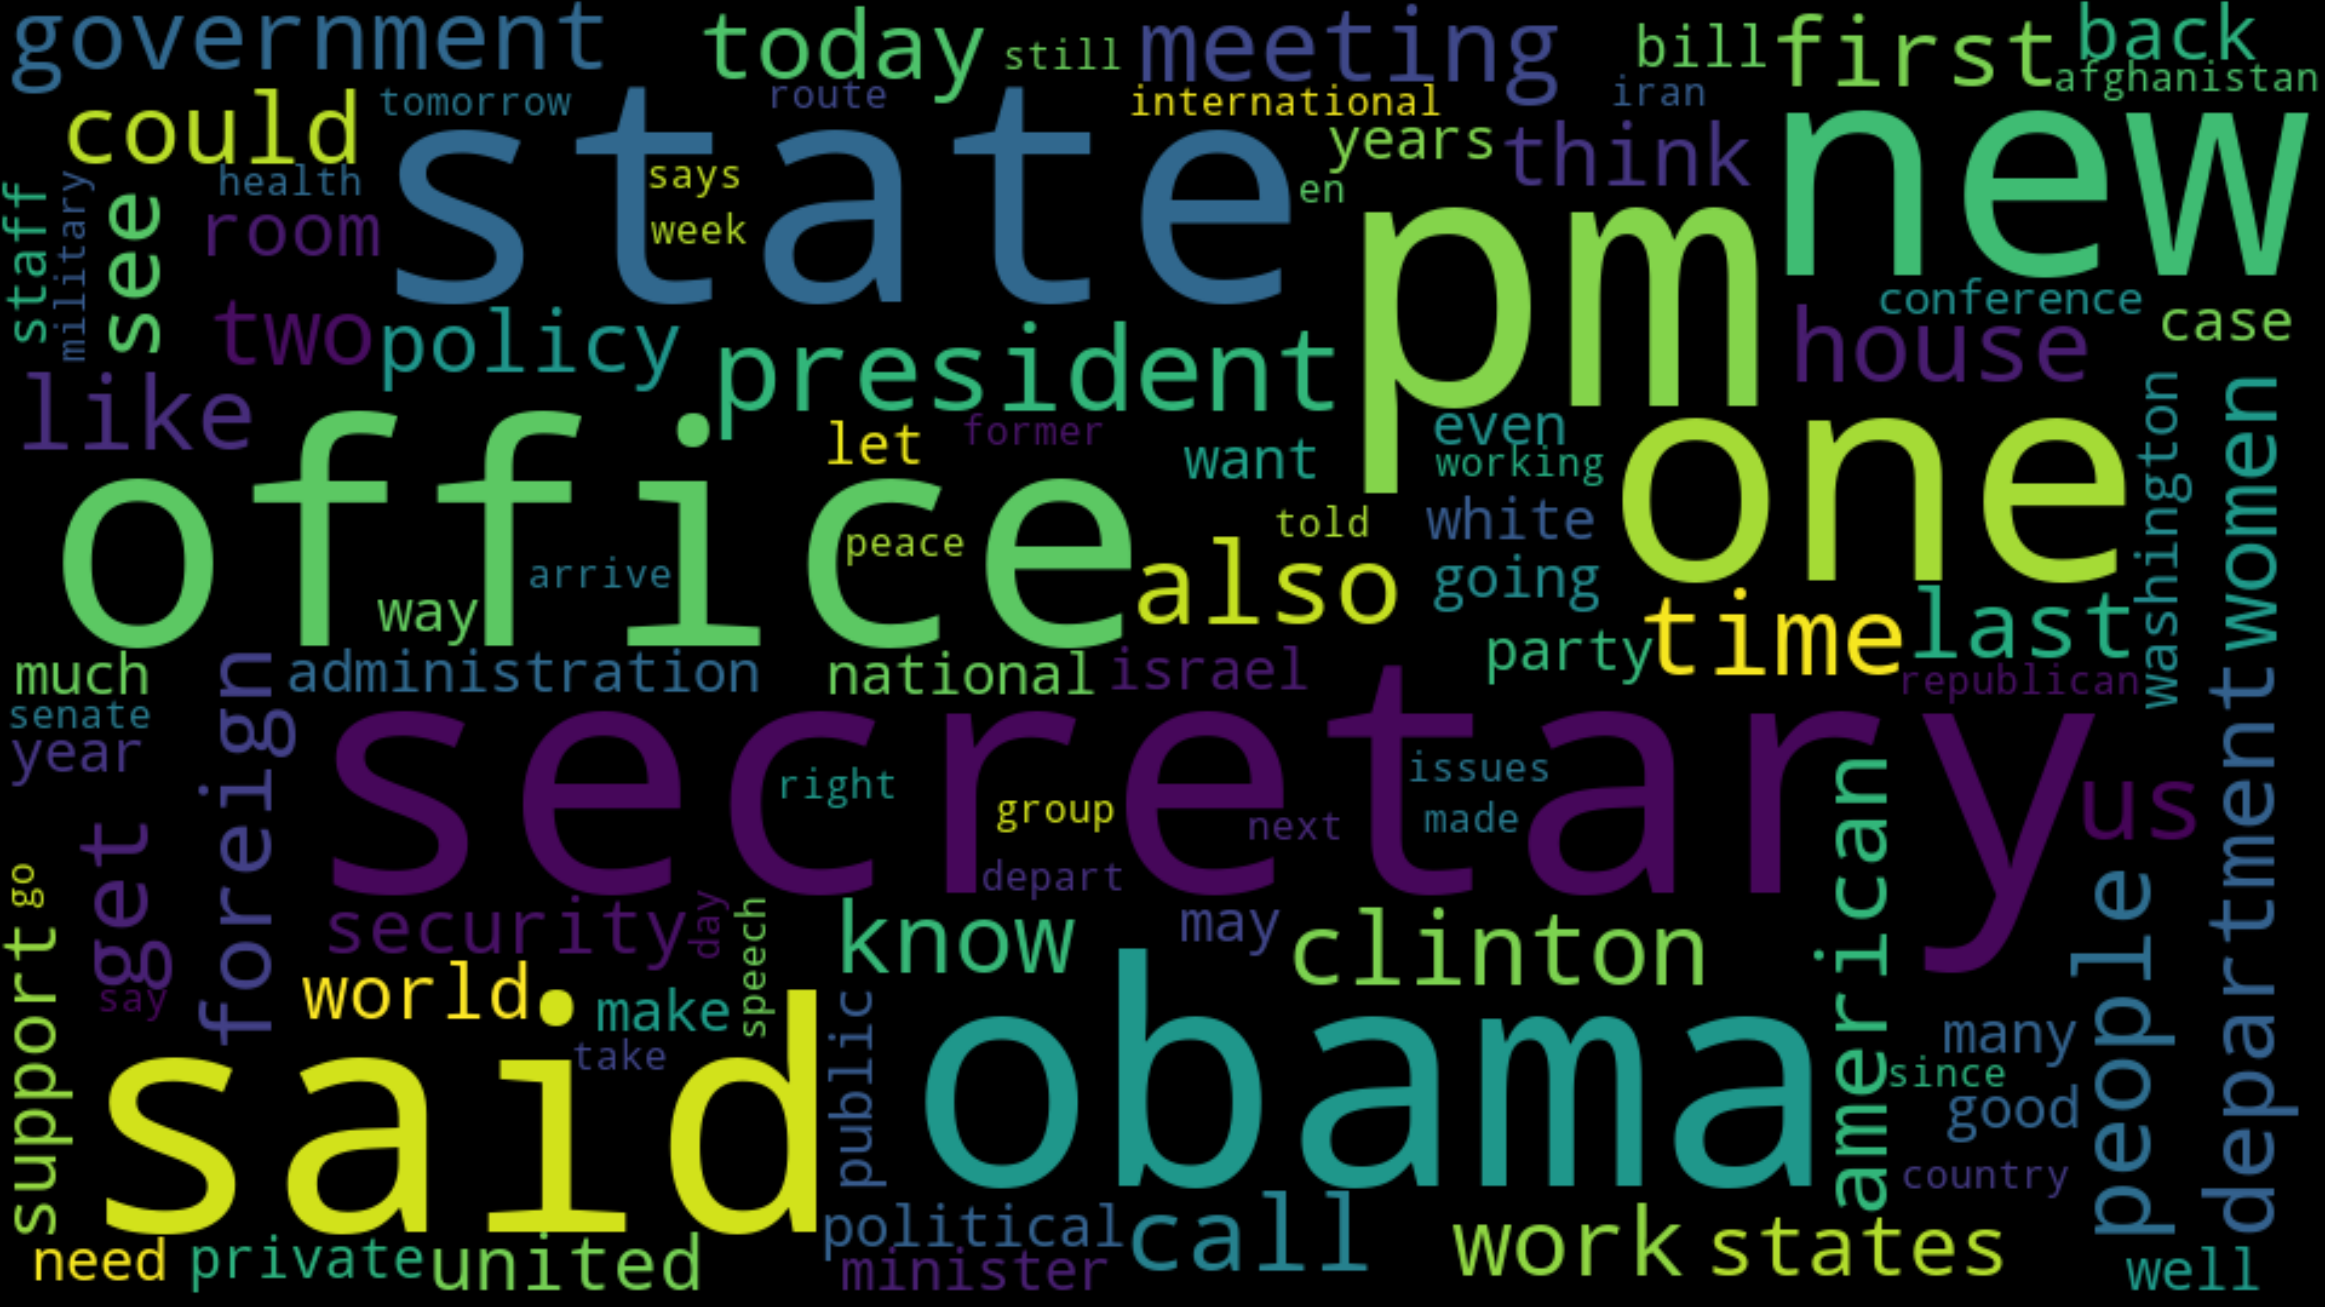 government
today
still
meeting
bill
first
back
afghanistan
could
tomorrow
route
international
iran
state
says
week
years
think
new
health
en
staff
military
see
room
pm
two
policy
president
conference
house
case
like
let
former
want
even
working
office
one
washington
women
peace
told
white
arrive
also
going
way
time
last
party
much
foreign
administration
national
israel
republican
senate
year
secretary
right
group
next
issues
made
us
department
depart
american
get
go
security
day
speech
know
may
clinton
people
support
say
world
make
take
said
public
obama
many
since
good
country
political
call
work
states
need
private
united
minister
well